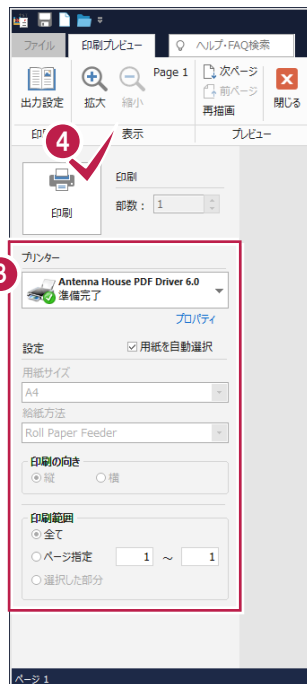 ファイル 印刷プレビュー ヘルプ・FAQ検索
出力設定 拡大 縮小 Page 1 次ページ 前ページ 再描画 閉じる
表示 プレビュー
4
印刷
印刷
部数： 1
3
プリンター
Antenna House PDF Driver 6.0
準備完了
プロパティ
設定 用紙を自動選択
用紙サイズ
A4
給紙方法
Roll Paper Feeder
印刷の向き
縦 横
印刷範囲
全て
ページ指定 1 ～ 1
選択した部分
ページ 1